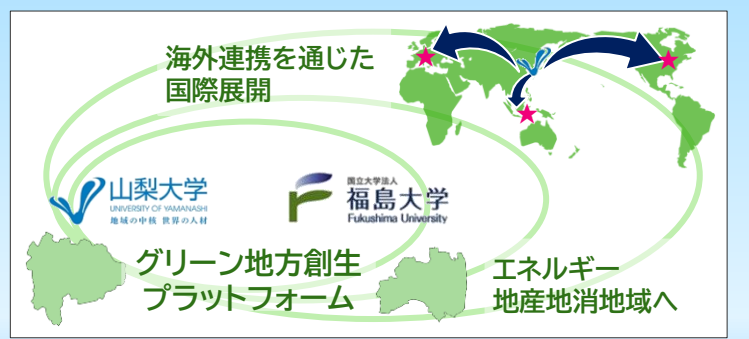 海外連携を通じた
国際展開
山梨大学
UNIVERSITY OF YAMANASHI
地域の中核 世界の人材
国立大学法人
福島大学
Fukushima University
グリーン地方創生
プラットフォーム
エネルギー
地産地消地域へ